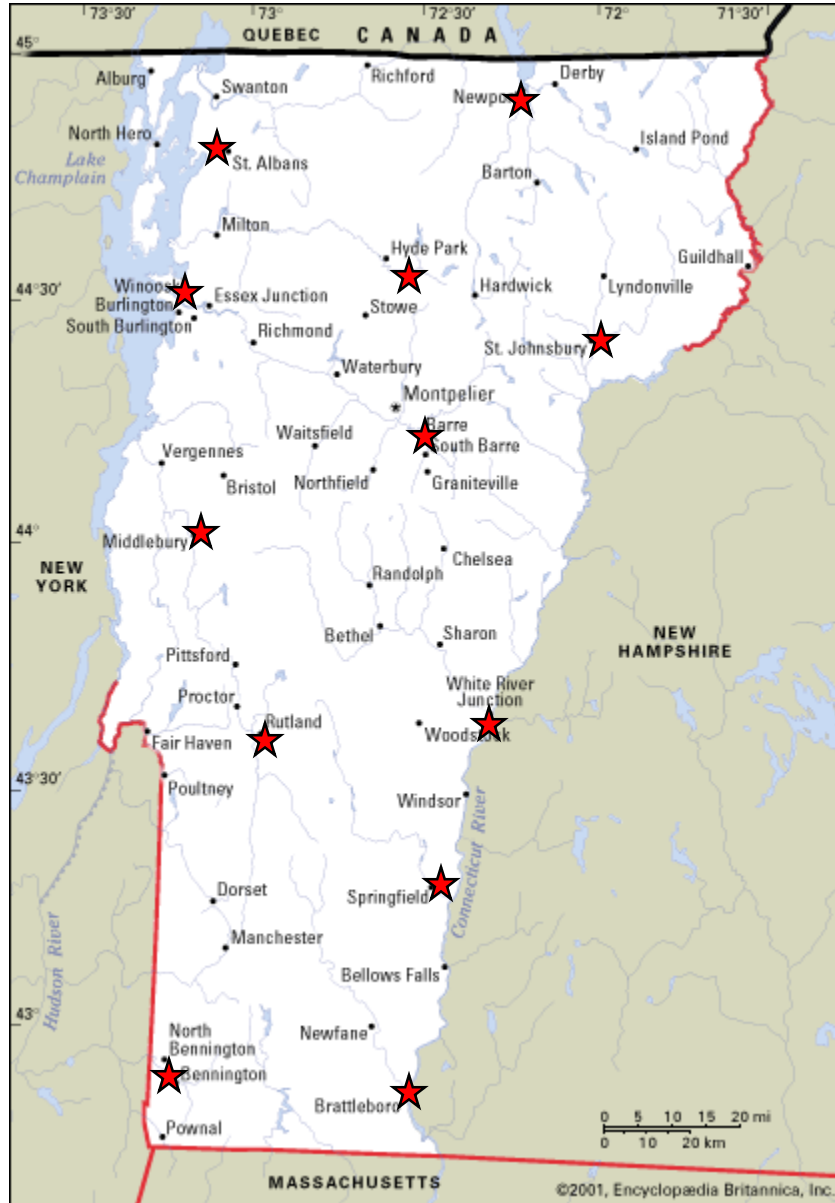 73°30'
73°
72°30'
72°
71°30'
QUEBEC
CANADA
45°
Alburg
Swanton
Richford
Derby
North Hero
Lake
Champlain
St. Albans
Island Pond
Barton
Milton
Hyde Park
Guildhall
44°30'
Burlington
Essex Junction
Hardwick
Lyndonville
South Burlington
Stowe
Richmond
St. Johnsbury
Waterbury
Montpelier
Barre
Waitsfield
South Barre
Vergennes
Bristol
Northfield
Graniteville
44°
Middlebury
Chelsea
NEW
YORK
Randolph
Bethel
Sharon
NEW
HAMPSHIRE
Pittsford
White River
Junction
Proctor
Rutland
Fair Haven
43°30'
Poultney
Windsor
Connecticut River
Springfield
Dorset
Manchester
Bellows Falls
Hudson River
43°
North
Bennington
Newfane
Bennington
Brattleboro
Pownal
0 5 10 15 20 mi
0 10 20 km
MASSACHUSETTS
©2001, Encyclopædia Britannica, Inc.